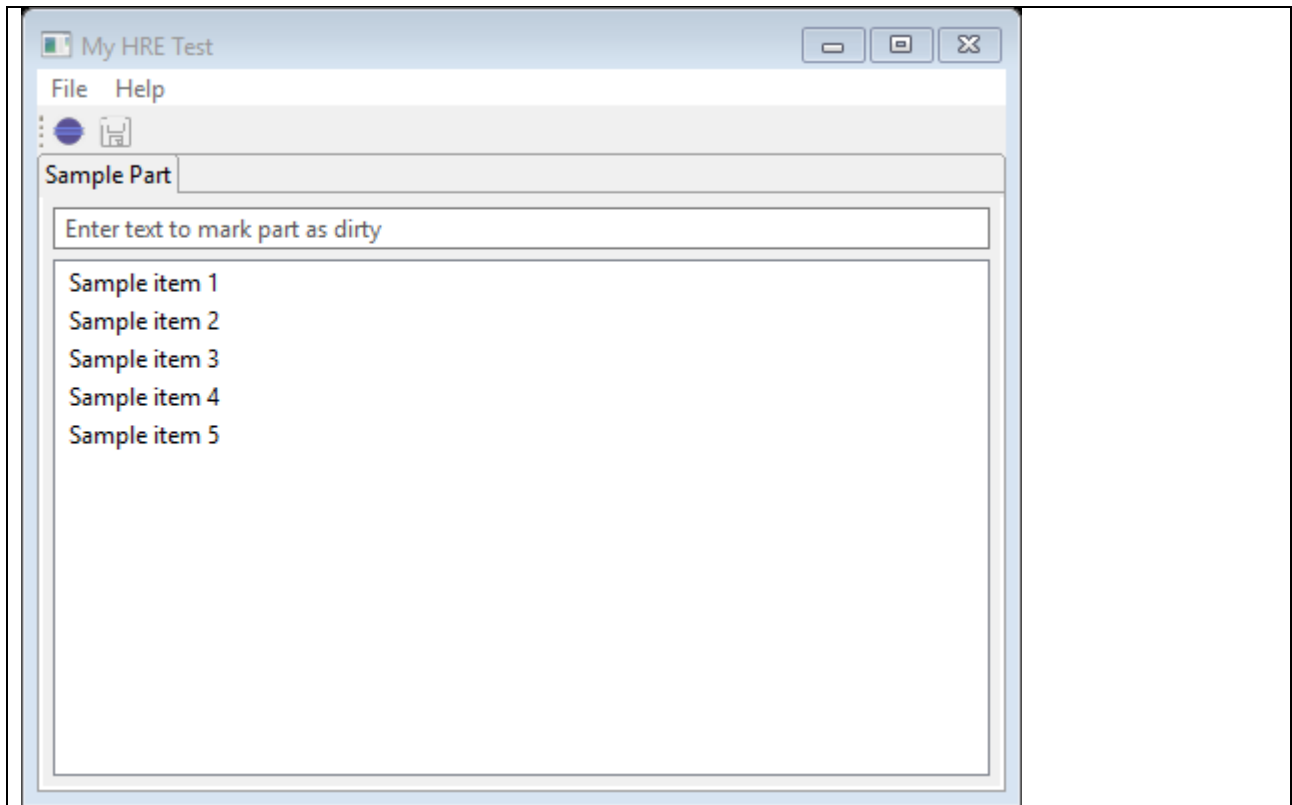 My HRE Test
File Help
Sample Part
Enter text to mark part as dirty
Sample item 1
Sample item 2
Sample item 3
Sample item 4
Sample item 5